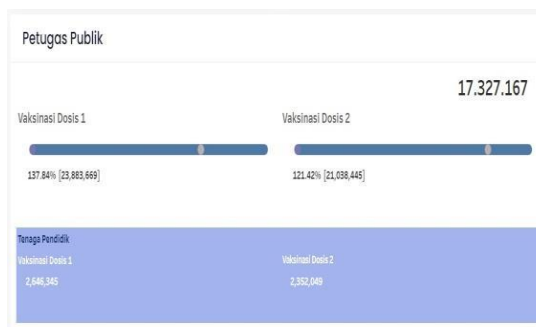 Petugas Publik
17.327.167
Vaksinasi Dosis 1
Vaksinasi Dosis 2
137.84% [23,883,669]
121.42% [21,038,445]
Tenaga Pendidik
Vaksinasi Dosis 1
Vaksinasi Dosis 2
2,646,345
2,352,049